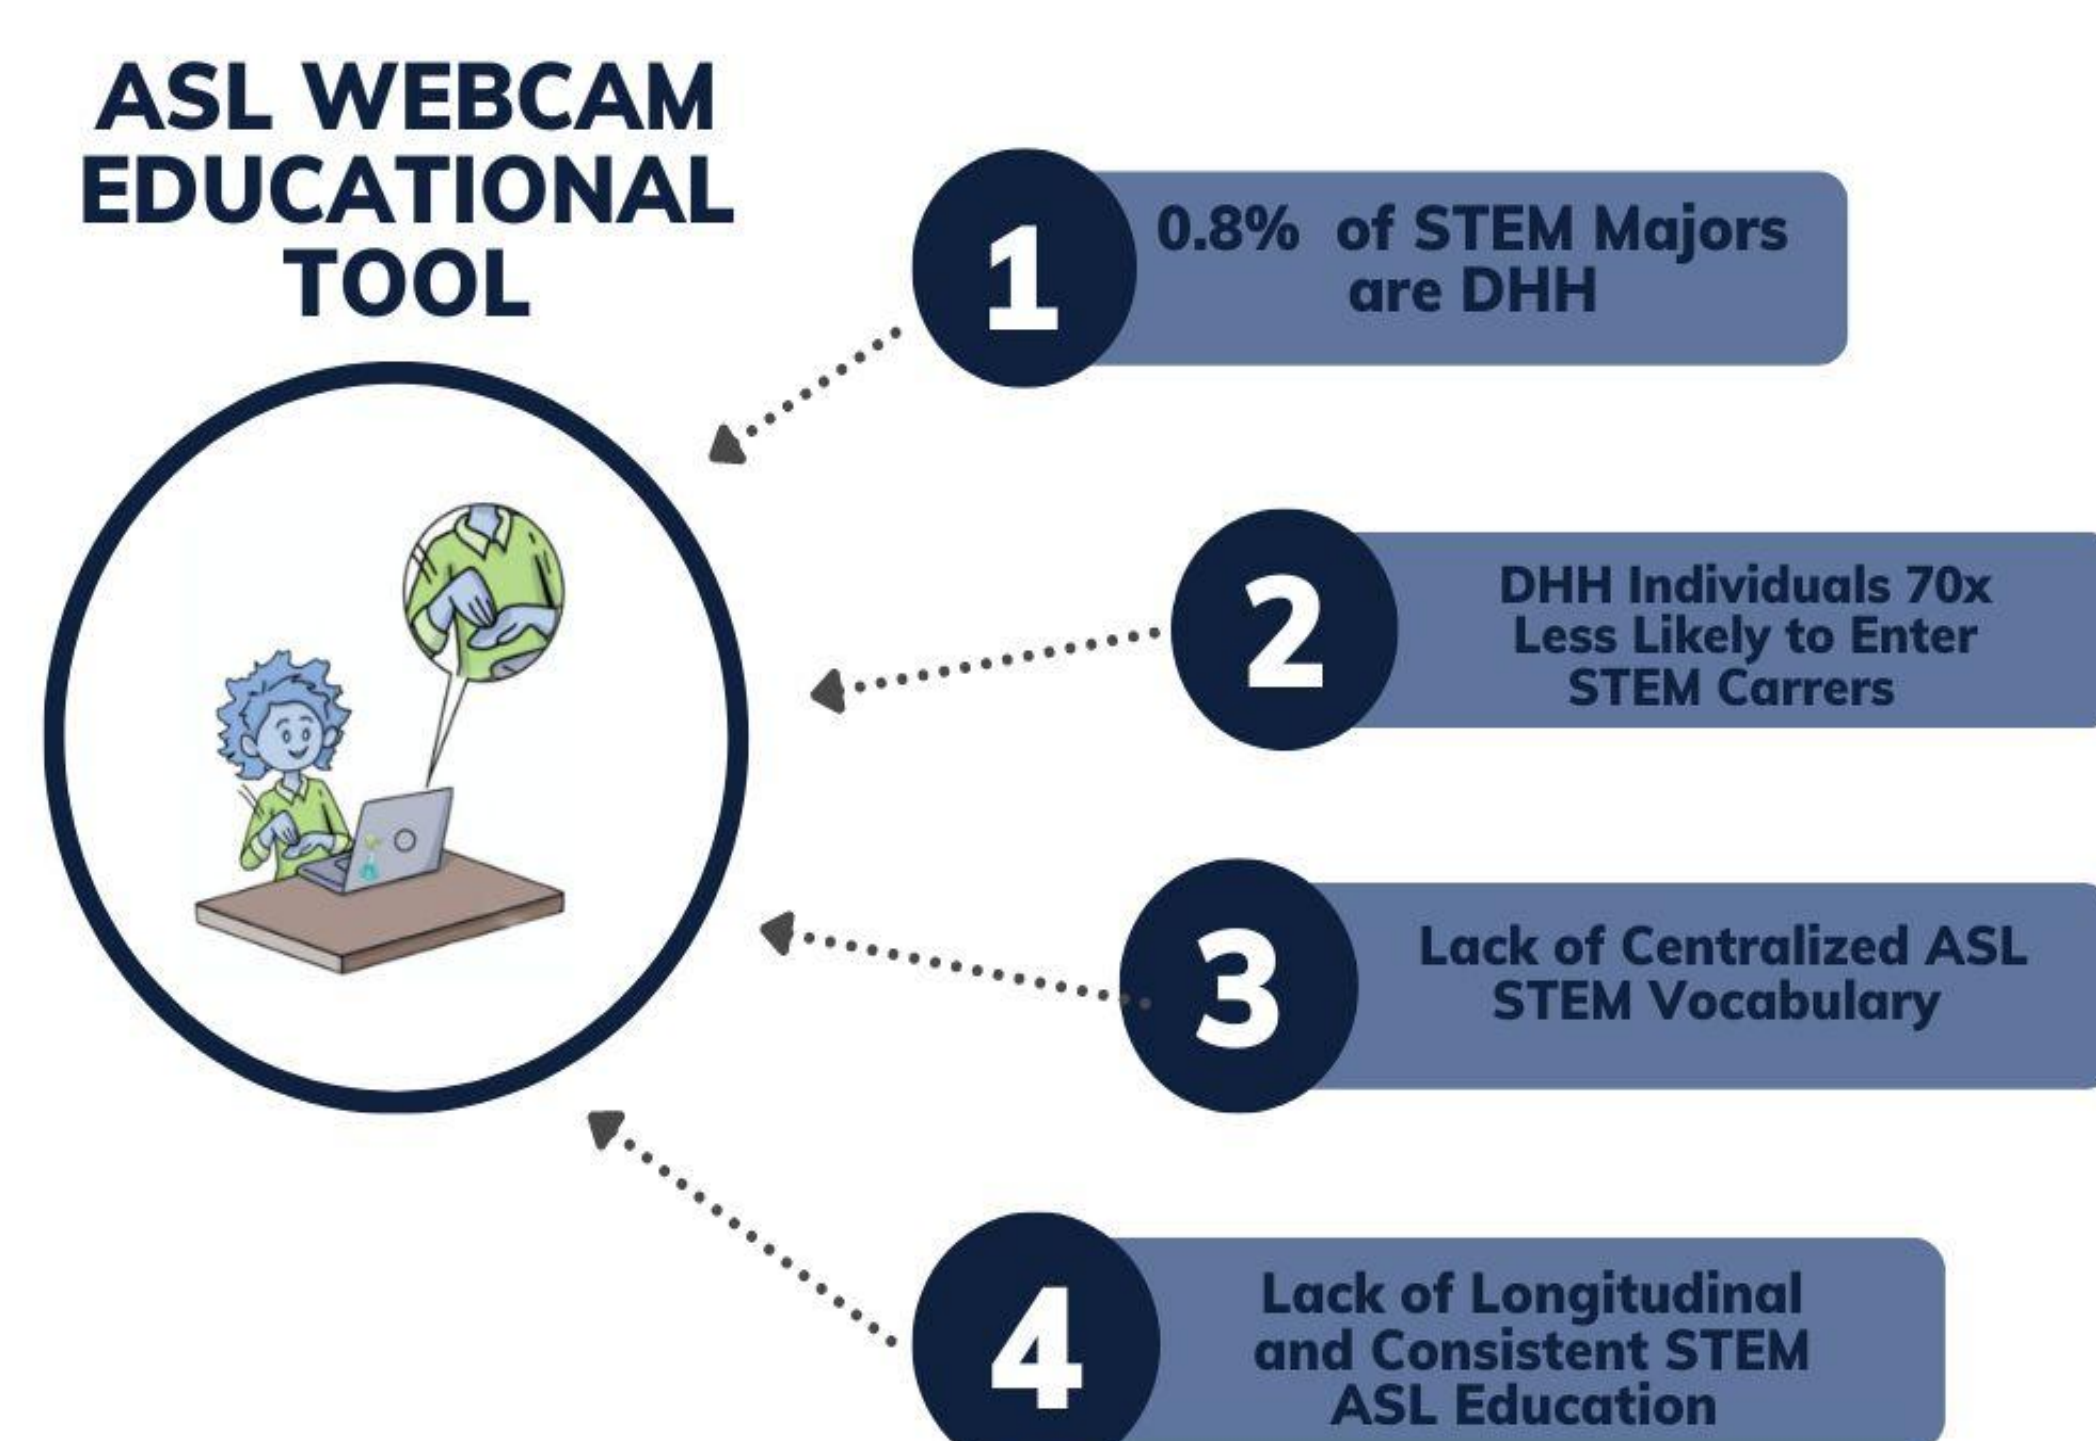 ASL WEBCAM
EDUCATIONAL
TOOL
1
0.8% of STEM Majors
are DHH
2
DHH Individuals 70x
Less Likely to Enter
STEM Carrers
3
Lack of Centralized ASL
STEM Vocabulary
4
Lack of Longitudinal
and Consistent STEM
ASL Education